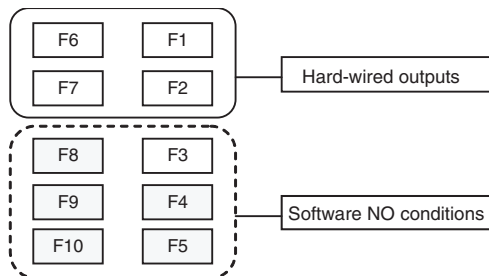 F6 F1
F7 F2
Hard-wired outputs
F8 F3
F9 F4
F10 F5
Software NO conditions